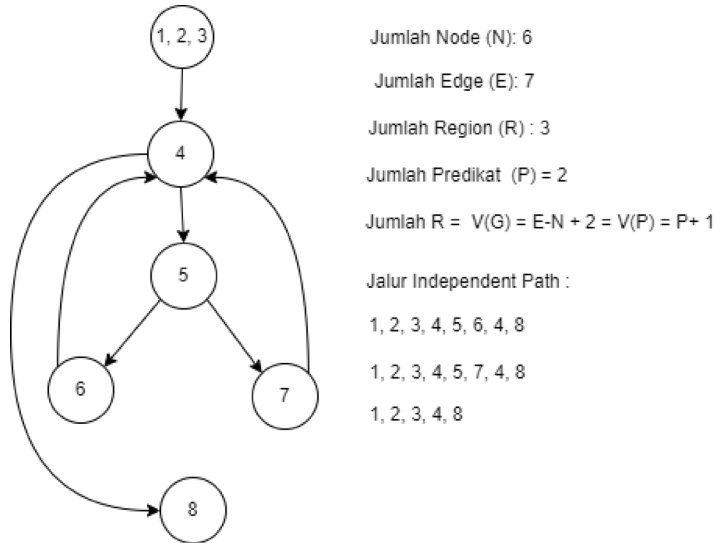 1, 2, 3
Jumlah Node (N): 6
Jumlah Edge (E): 7
Jumlah Region (R) : 3
4
Jumlah Predikat (P) = 2
Jumlah R = V(G) = E-N + 2 = V(P) = P+ 1
5
Jalur Independent Path :
1, 2, 3, 4, 5, 6, 4, 8
1, 2, 3, 4, 5, 7, 4, 8
6
7
1, 2, 3, 4, 8
8